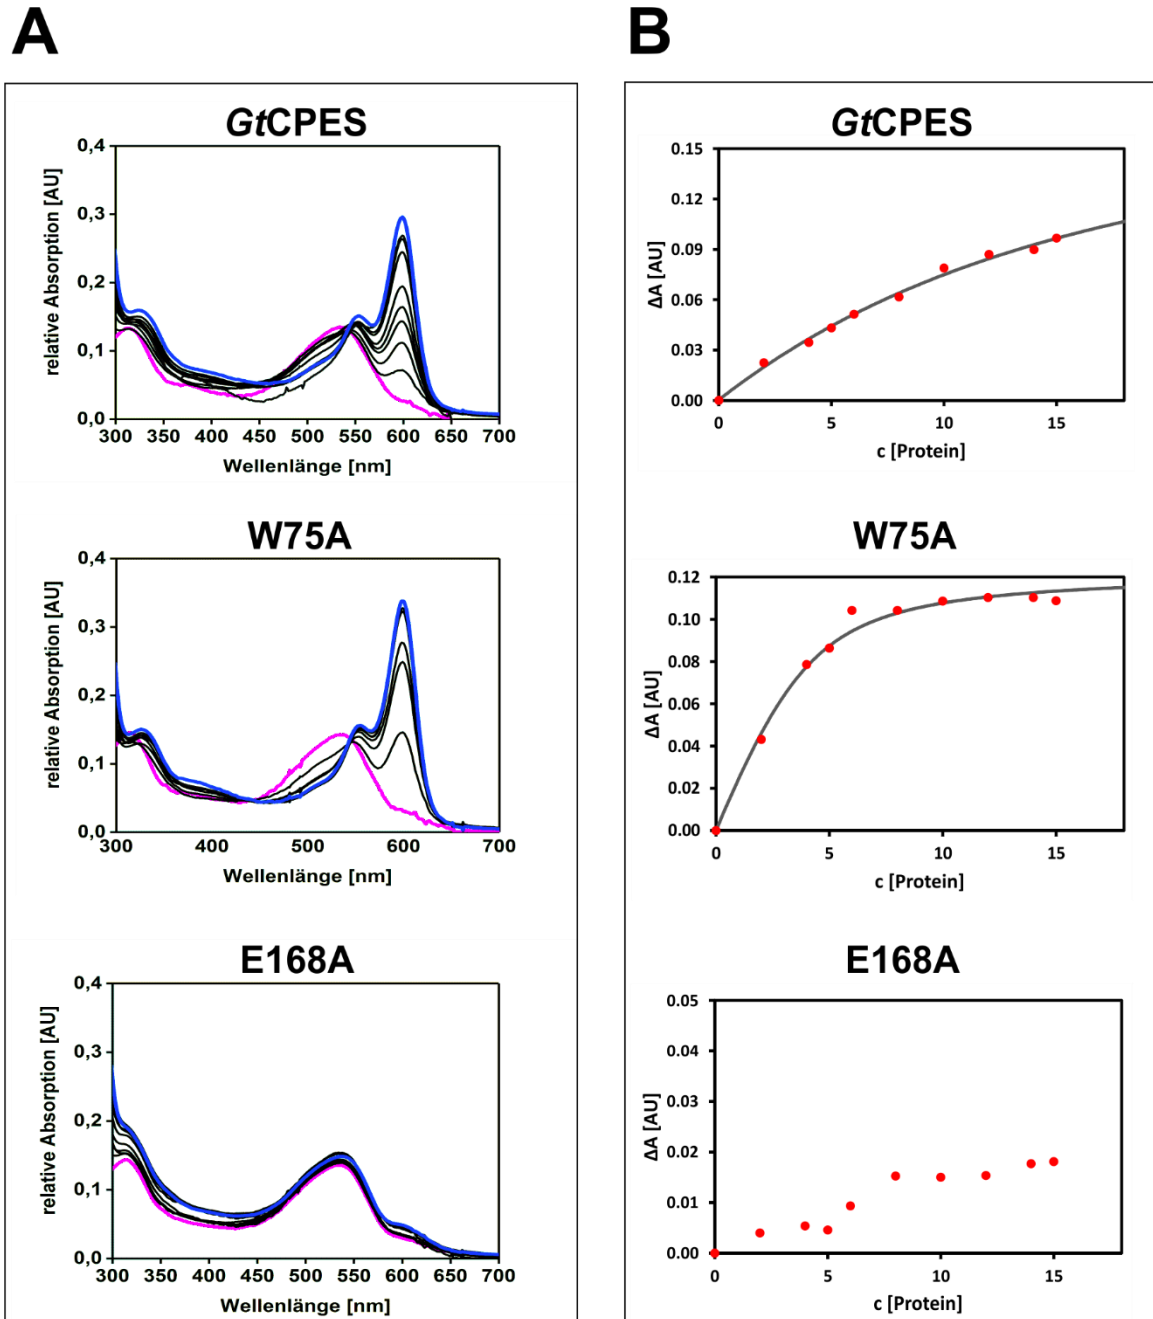 A
B
GtCPES
0,4
0,3
0,2
0,1
0,0
300 350 400 450 500 550 600 650 700
relative Absorption [AU]
Wellenlänge [nm]
GtCPES
0.15
0.12
0.09
0.06
0.03
0.00
0 5 10 15
ΔA [AU]
c [Protein]
W75A
0,4
0,3
0,2
0,1
0,0
300 400 500 600 700
relative Absorption [AU]
Wellenlänge [nm]
W75A
0.12
0.10
0.08
0.06
0.04
0.02
0.00
0 5 10 15
ΔA [AU]
c [Protein]
E168A
0,4
0,3
0,2
0,1
0,0
300 350 400 450 500 550 600 650 700
relative Absorption [AU]
Wellenlänge [nm]
E168A
0.05
0.04
0.03
0.02
0.01
0.00
0 5 10 15
ΔA [AU]
c [Protein]